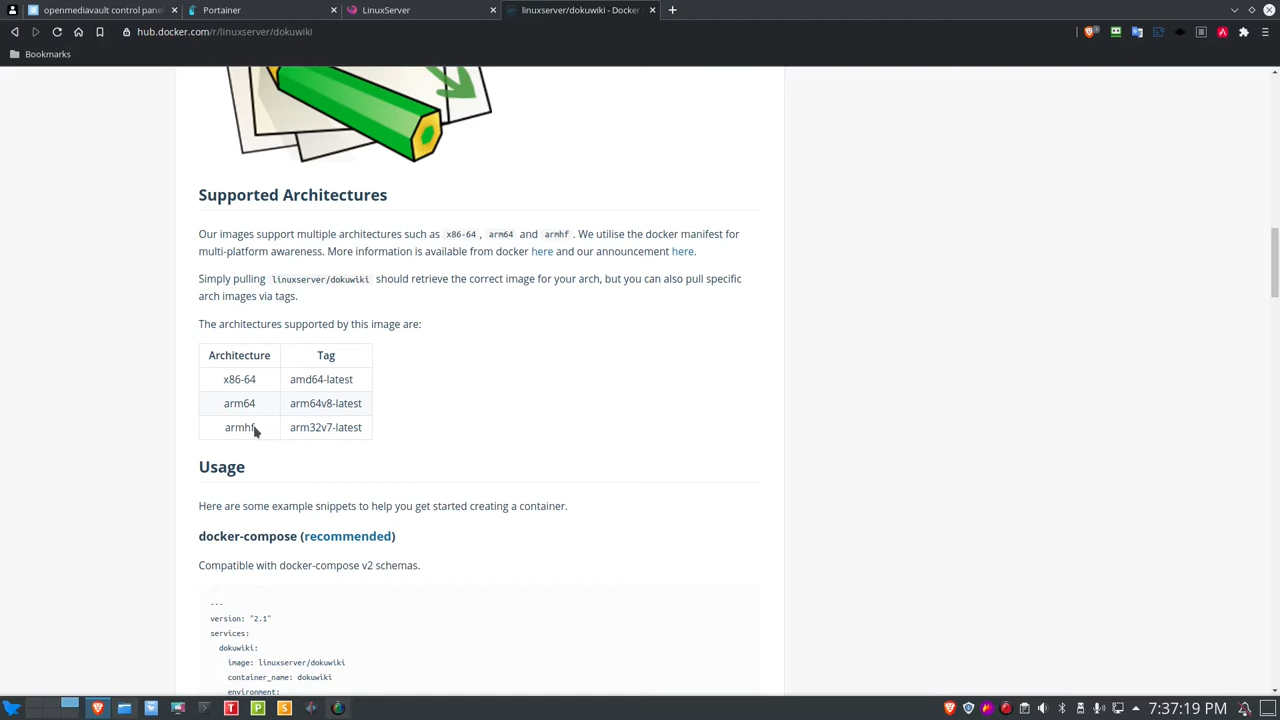 openmediavault control panel
Portainer
LinuxServer
linuxserver/dokuwiki - Docker
hub.docker.com/r/linuxserver/dokuwiki
Bookmarks
Supported Architectures
Our images support multiple architectures such as x86-64, arm64 and armhf. We utilise the docker manifest for
multi-platform awareness. More information is available from docker here and our announcement here.
Simply pulling linuxserver/dokuwiki should retrieve the correct image for your arch, but you can also pull specific
arch images via tags.
The architectures supported by this image are:
Architecture Tag
x86-64 amd64-latest
arm64 arm64v8-latest
armhf arm32v7-latest
Usage
Here are some example snippets to help you get started creating a container.
docker-compose (recommended)
Compatible with docker-compose v2 schemas.
---
version: "2.1"
services:
dokuwiki:
image: linuxserver/dokuwiki
container_name: dokuwiki
environment:
T P S 7:37:19 PM